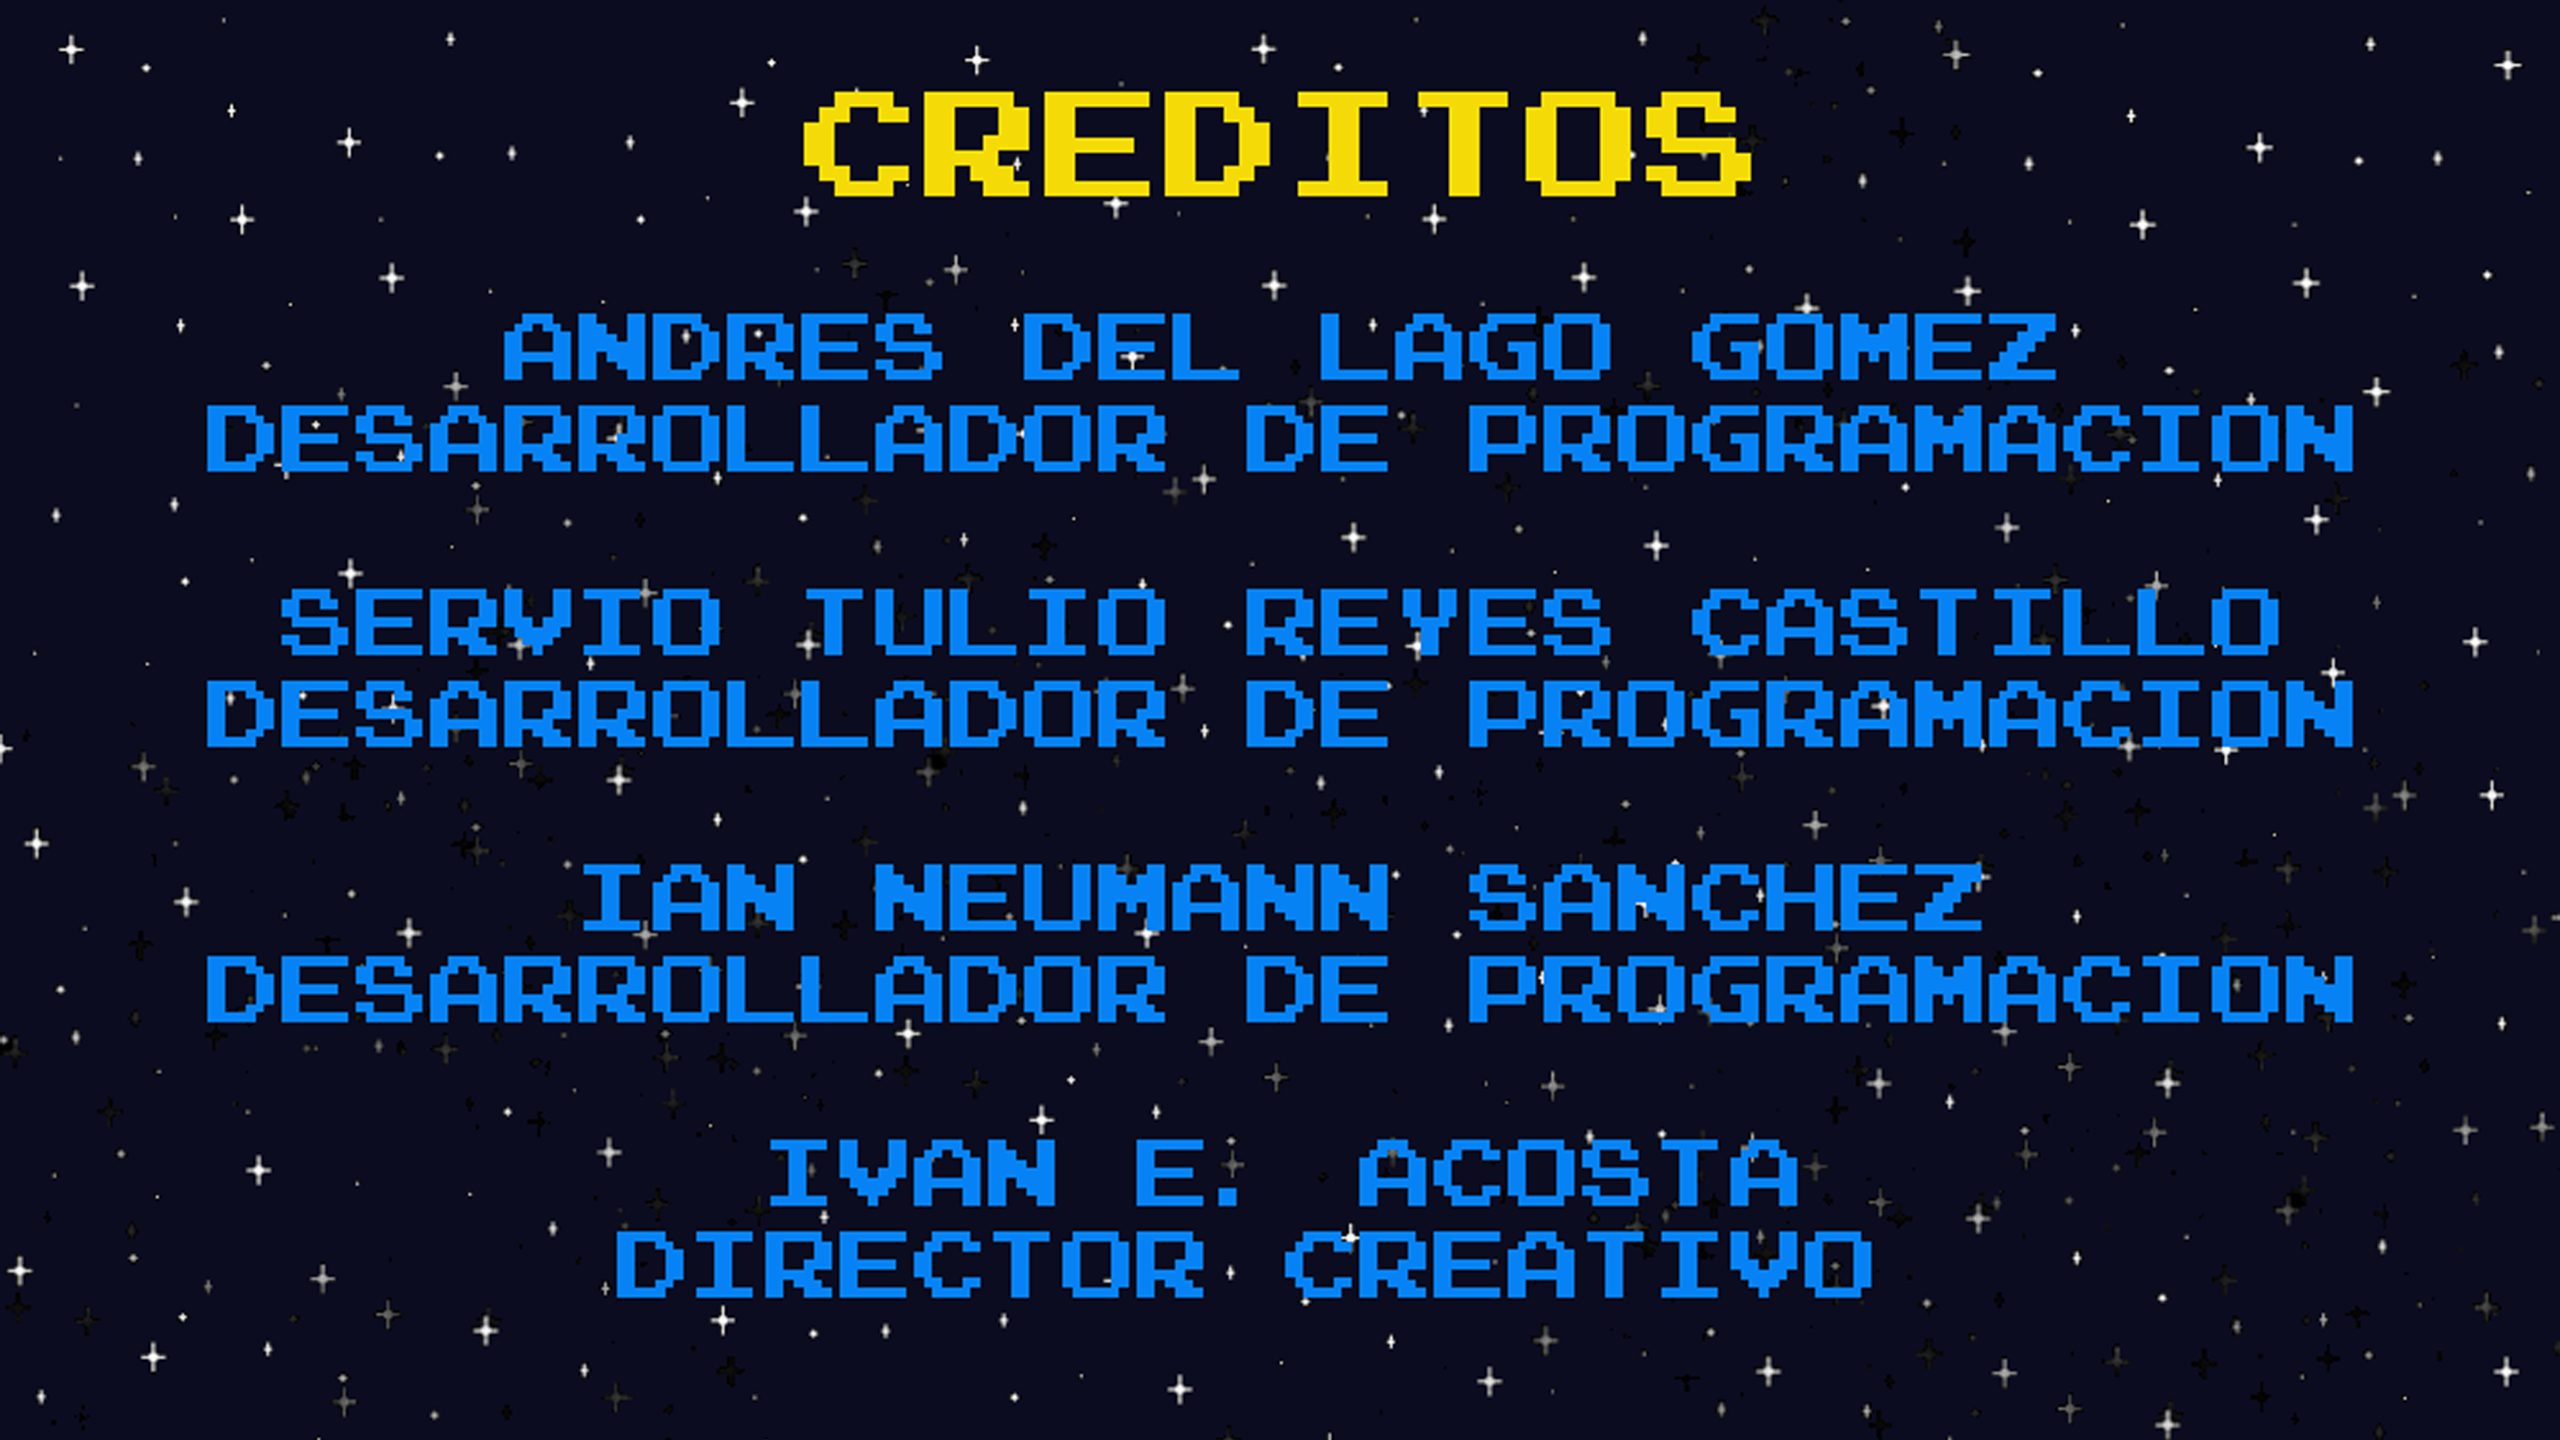 CREDITOS
ANDRES DEL LAGO GOMEZ
DESARROLLADOR DE PROGRAMACION
SERVIO TULIO REYES CASTILLO
DESARROLLADOR DE PROGRAMACION
IAN NEUMANN SANCHEZ
DESARROLLADOR DE PROGRAMACION
IVAN E. ACOSTA
DIRECTOR CREATIVO